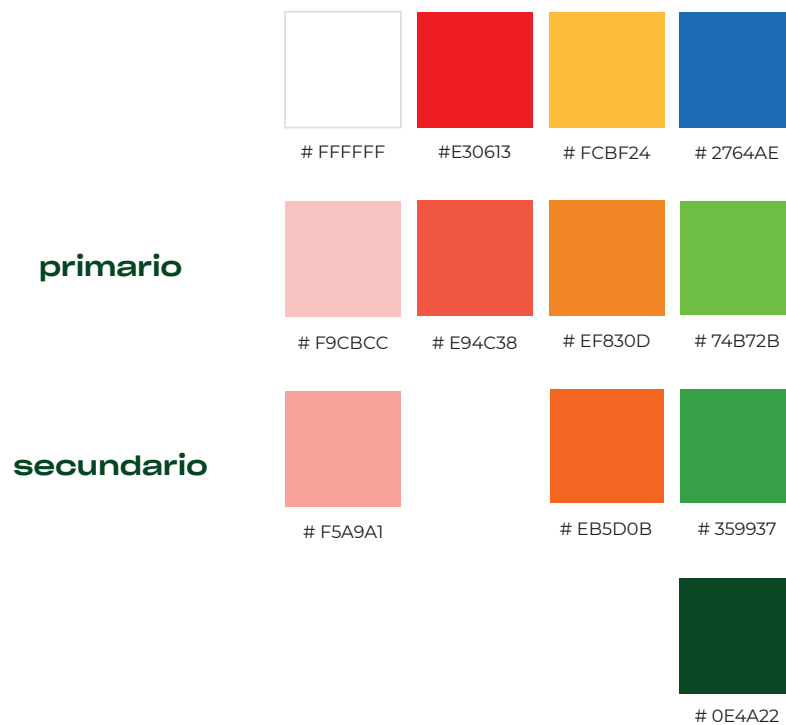 # FFFFFF #E30613 # FCBF24 # 2764AE
primario
# F9CBCC # E94C38 # EF830D # 74B72B
secundario
# F5A9A1 # EB5D0B # 359937
# 0E4A22